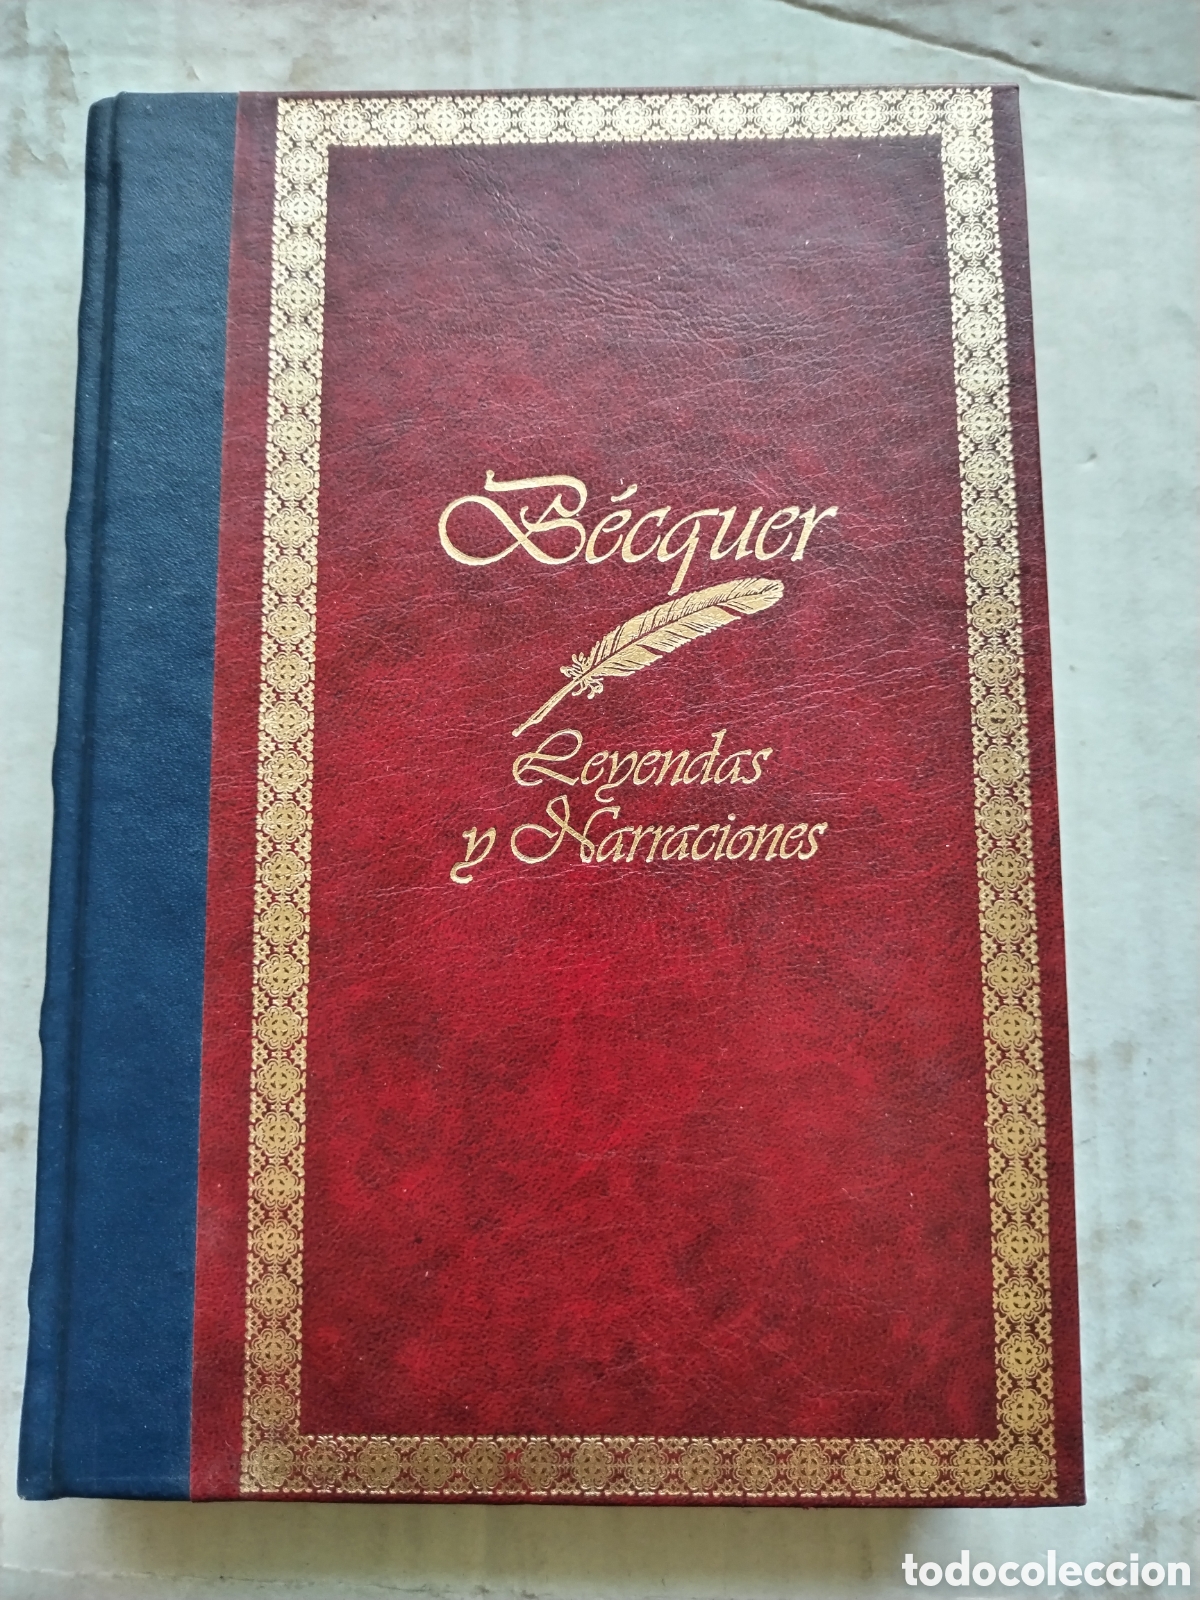 Bécquer
Leyendas
y Narraciones
todocoleccion